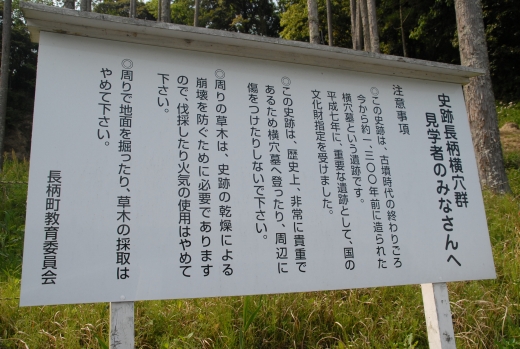 史跡長柄横穴群
見学者のみなさんへ
注意事項
◎この史跡は、古墳時代の終わりごろ
今から約一、三〇〇年前に造られた
横穴墓という遺跡です。
平成七年に、重要な遺跡として、国の
文化財指定を受けました。
◎この史跡は、歴史上、非常に貴重で
あるため横穴墓へ登ったり、周辺に
傷をつけたりしないで下さい。
◎周りの草木は、史跡の乾燥による
崩壊を防ぐために必要であります
ので、伐採したり火気の使用はやめて
下さい。
◎周りで地面を掘ったり、草木の採取は
やめて下さい。
長柄町教育委員会